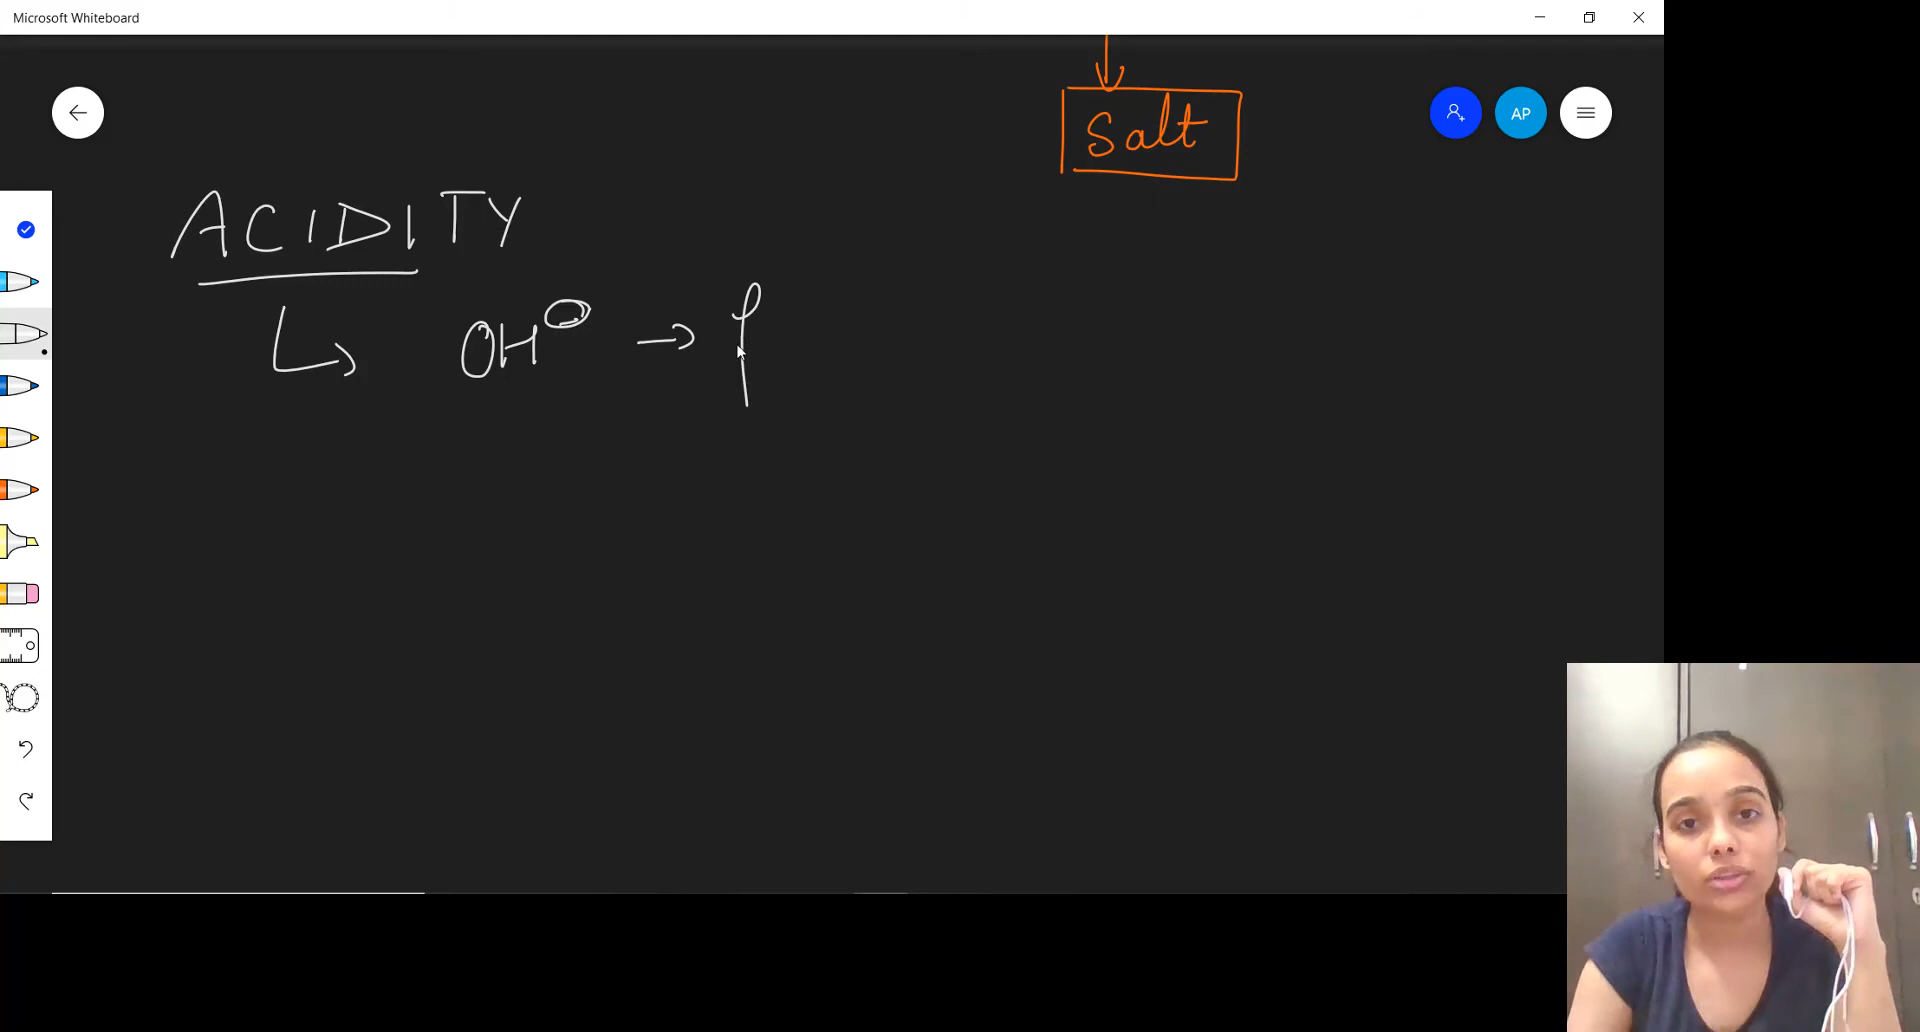 Microsoft Whiteboard
Salt
AP
ACIDITY
↳ OH⊖ → f